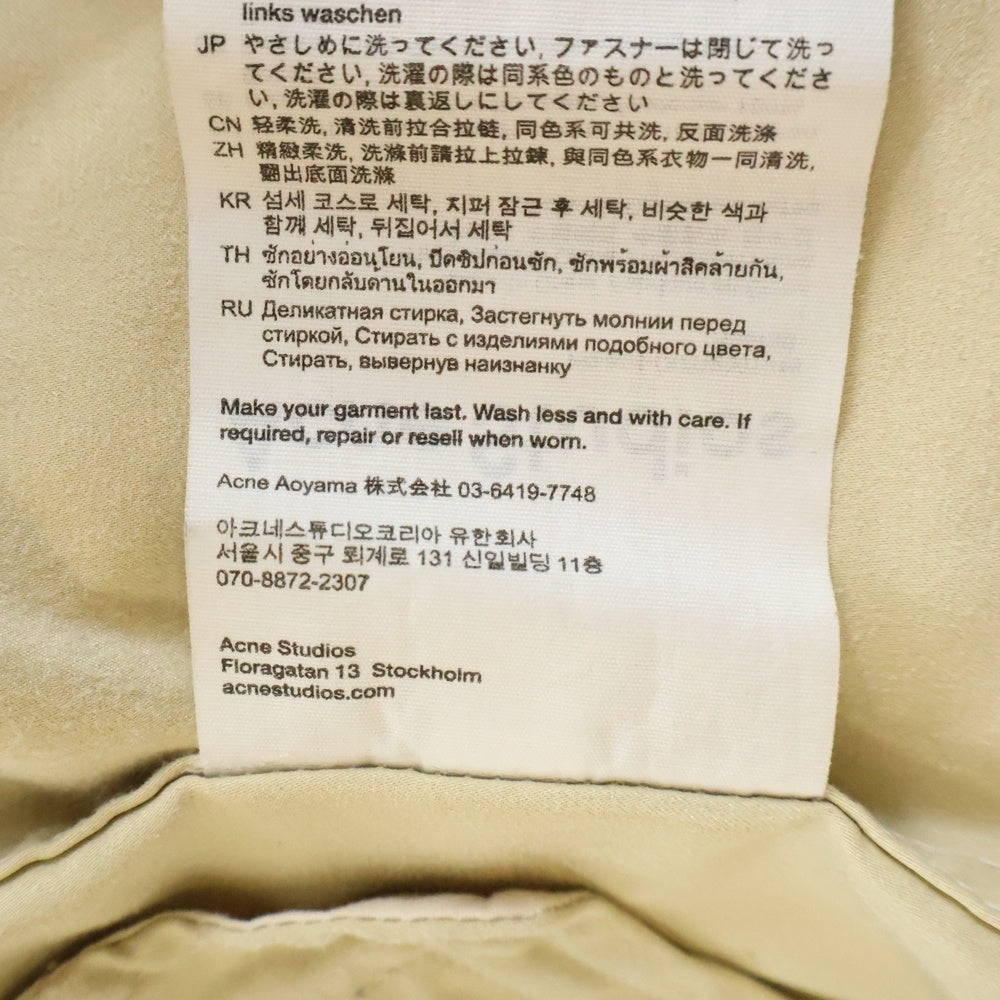 links waschen
JP やさしめに洗ってください, ファスナーは閉じて洗っ
てください, 洗濯の際は同系色のものと洗ってくださ
い, 洗濯の際は裏返しにしてください
CN 轻柔洗, 清洗前拉合拉链, 同色系可共洗, 反面洗涤
ZH 精緻柔洗, 洗滌前請拉上拉鍊, 與同色系衣物一同清洗,
翻出底面洗滌
KR 섬세 코스로 세탁, 지퍼 잠근 후 세탁, 비슷한 색과
함께 세탁, 뒤집어서 세탁
TH ซักอย่างอ่อนโยน, ปิดซิปก่อนซัก, ซักพร้อมผ้าสีคล้ายกัน,
ซักโดยกลับด้านในออกมา
RU Деликатная стирка, Застегнуть молнии перед
стиркой, Стирать с изделиями подобного цвета,
Стирать, вывернув наизнанку
Make your garment last. Wash less and with care. If
required, repair or resell when worn.
Acne Aoyama 株式会社 03-6419-7748
아크네스튜디오코리아 유한회사
서울시 중구 퇴계로 131 신일빌딩 11층
070-8872-2307
Acne Studios
Floragatan 13 Stockholm
acnestudios.com